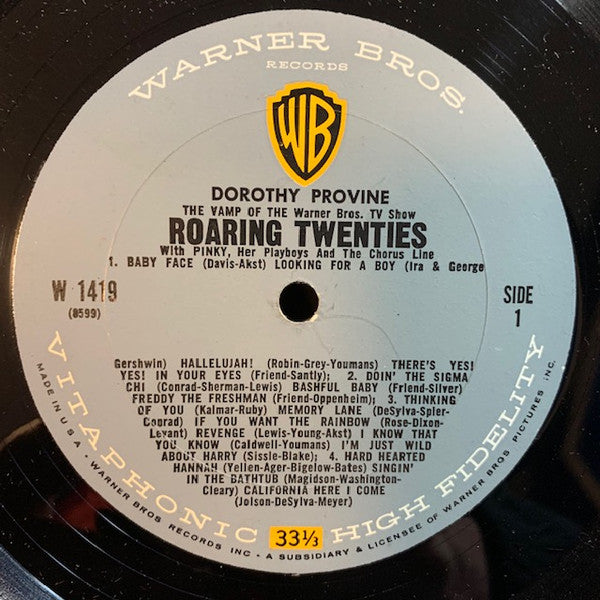 WARNER BROS.
RECORDS
WB
DOROTHY PROVINE
THE VAMP OF THE Warner Bros. TV Show
ROARING TWENTIES
With PINKY, Her Playboys And The Chorus Line
1. BABY FACE (Davis-Akst) LOOKING FOR A BOY (Ira & George
W 1419
(8599)
SIDE
1
Gershwin) HALLELUJAH! (Robin-Grey-Youmans) THERE'S YES!
YES! IN YOUR EYES (Friend-Santly); 2. DOIN' THE SIGMA
CHI (Conrad-Sherman-Lewis) BASHFUL BABY (Friend-Silver)
FREDDY THE FRESHMAN (Friend-Oppenheim); 3. THINKING
OF YOU (Kalmar-Ruby) MEMORY LANE (DeSylva-Spler-
Conrad) IF YOU WANT THE RAINBOW (Rose-Dixon-
Levant) REVENGE (Lewis-Young-Akst) I KNOW THAT
YOU KNOW (Caldwell-Youmans) I'M JUST WILD
ABOUT HARRY (Sissle-Blake); 4. HARD HEARTED
HANNAH (Yellen-Ager-Bigelow-Bates) SINGIN'
IN THE BATHTUB (Magidson-Washington-
Cleary) CALIFORNIA HERE I COME
(Jolson-DeSylva-Meyer)
VITAPHONIC 33⅓ HIGH FIDELITY
MADE IN U.S.A. • WARNER BROS RECORDS INC • A SUBSIDIARY & LICENSEE OF WARNER BROS PICTURES INC.